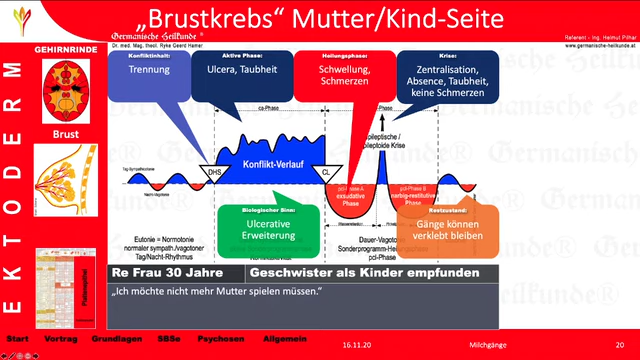 „Brustkrebs“ Mutter/Kind-Seite
Germanische Heilkunde®
Dr. med. Mag. theol. Ryke Geerd Hamer
Referent - Ing. Helmut Pilhar
www.germanische-heilkunde.at
GEHIRNRINDE
Brust
EKTODERM
Konfliktinhalt:
Trennung
Aktive Phase:
Ulcera, Taubheit
Heilungsphase:
Schwellung,
Schmerzen
Krise:
Zentralisation,
Absence, Taubheit,
keine Schmerzen
ca-Phase
Phase
Tag-Sympathicotonie
Nacht-Vagotonie
DHS
Konflikt-Verlauf
CL
Epileptische /
Epileptoide Krise
pcl-Phase A
exsudative
Phase
pcl-Phase B
narbig-restitutive
Phase
Biologischer Sinn:
Ulcerative
Erweiterung
Restzustand:
Gänge können
verklebt bleiben
Eutonie = Normotonie
normaler sympath./vagotoner
Tag/Nacht-Rhythmus
Dauer-Vagotonie
Sonderprogramm-Heilungsphase
pcl-Phase
Re Frau 30 Jahre
Geschwister als Kinder empfunden
„Ich möchte nicht mehr Mutter spielen müssen.“
Start Vortrag Grundlagen SBSe Psychosen Allgemein
16.11.20
Milchgänge
20